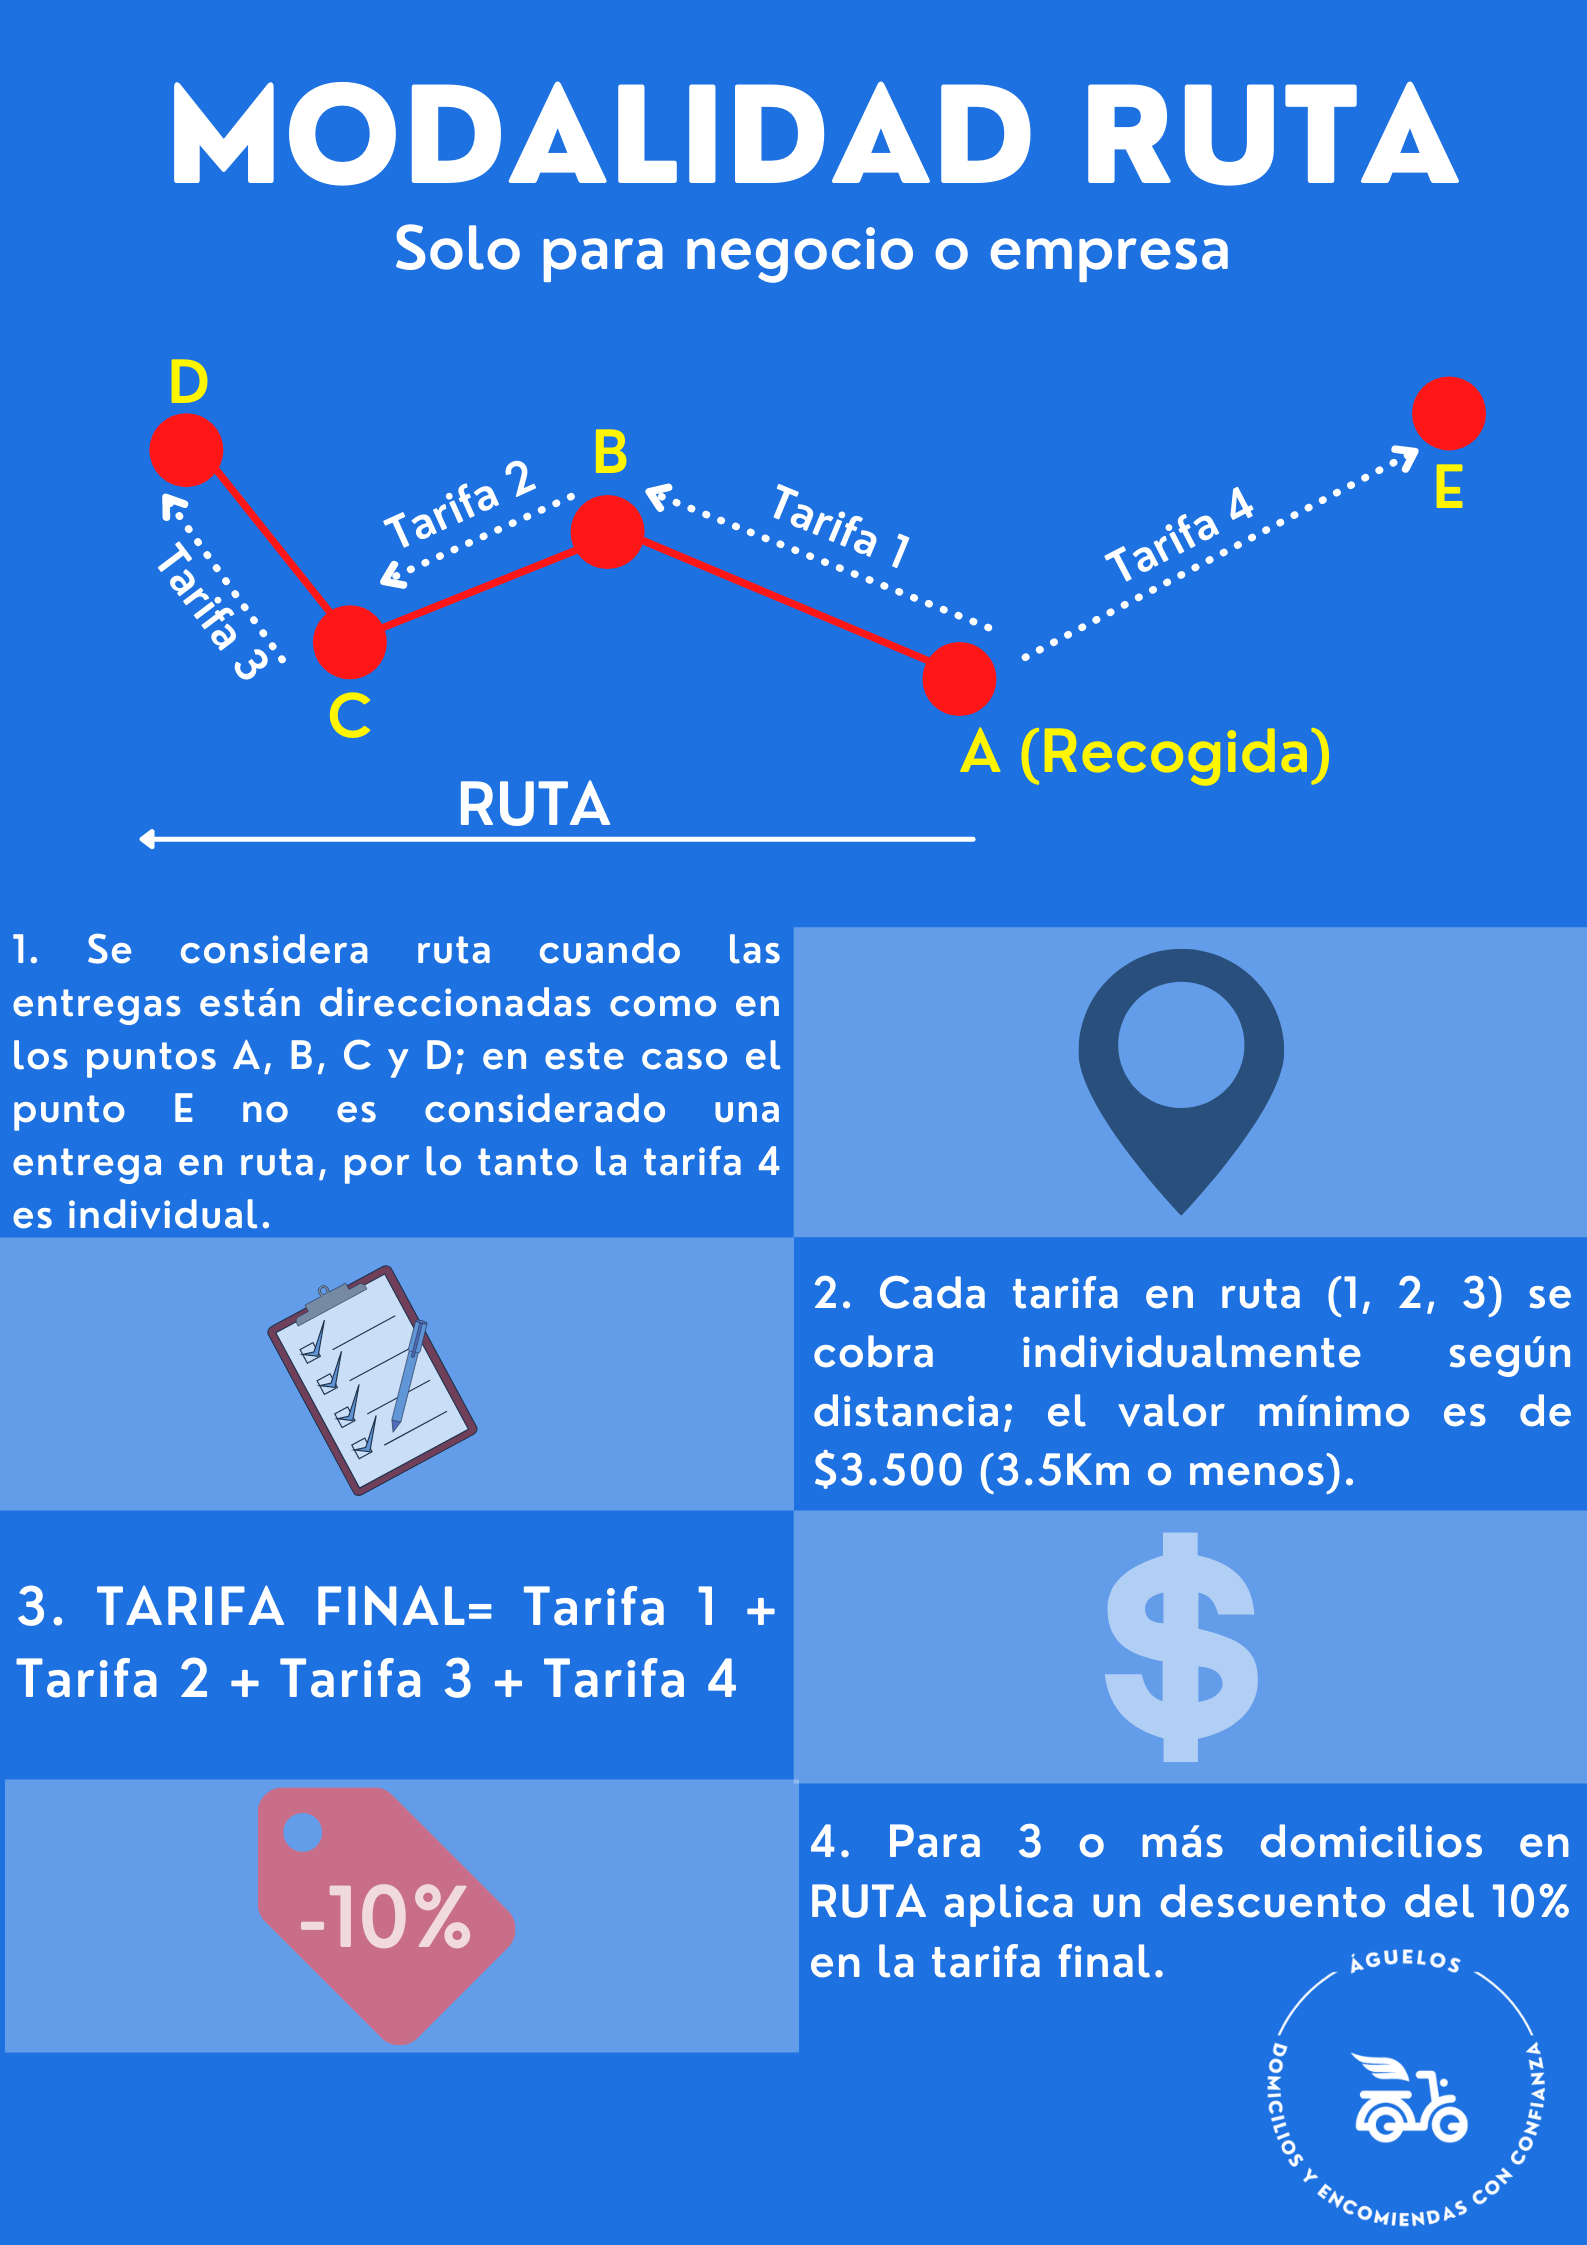 MODALIDAD RUTA
Solo para negocio o empresa
D
B
E
Tarifa 2
Tarifa 1
Tarifa 4
Tarifa 3
C
A (Recogida)
RUTA
1. Se considera ruta cuando las
entregas están direccionadas como en
los puntos A, B, C y D; en este caso el
punto E no es considerado una
entrega en ruta, por lo tanto la tarifa 4
es individual.
2. Cada tarifa en ruta (1, 2, 3) se
cobra individualmente según
distancia; el valor mínimo es de
$3.500 (3.5Km o menos).
3. TARIFA FINAL= Tarifa 1 +
Tarifa 2 + Tarifa 3 + Tarifa 4
$
-10%
4. Para 3 o más domicilios en
RUTA aplica un descuento del 10%
en la tarifa final.
ÁGUELOS
DOMICILIOS Y ENCOMIENDAS CON CONFIANZA